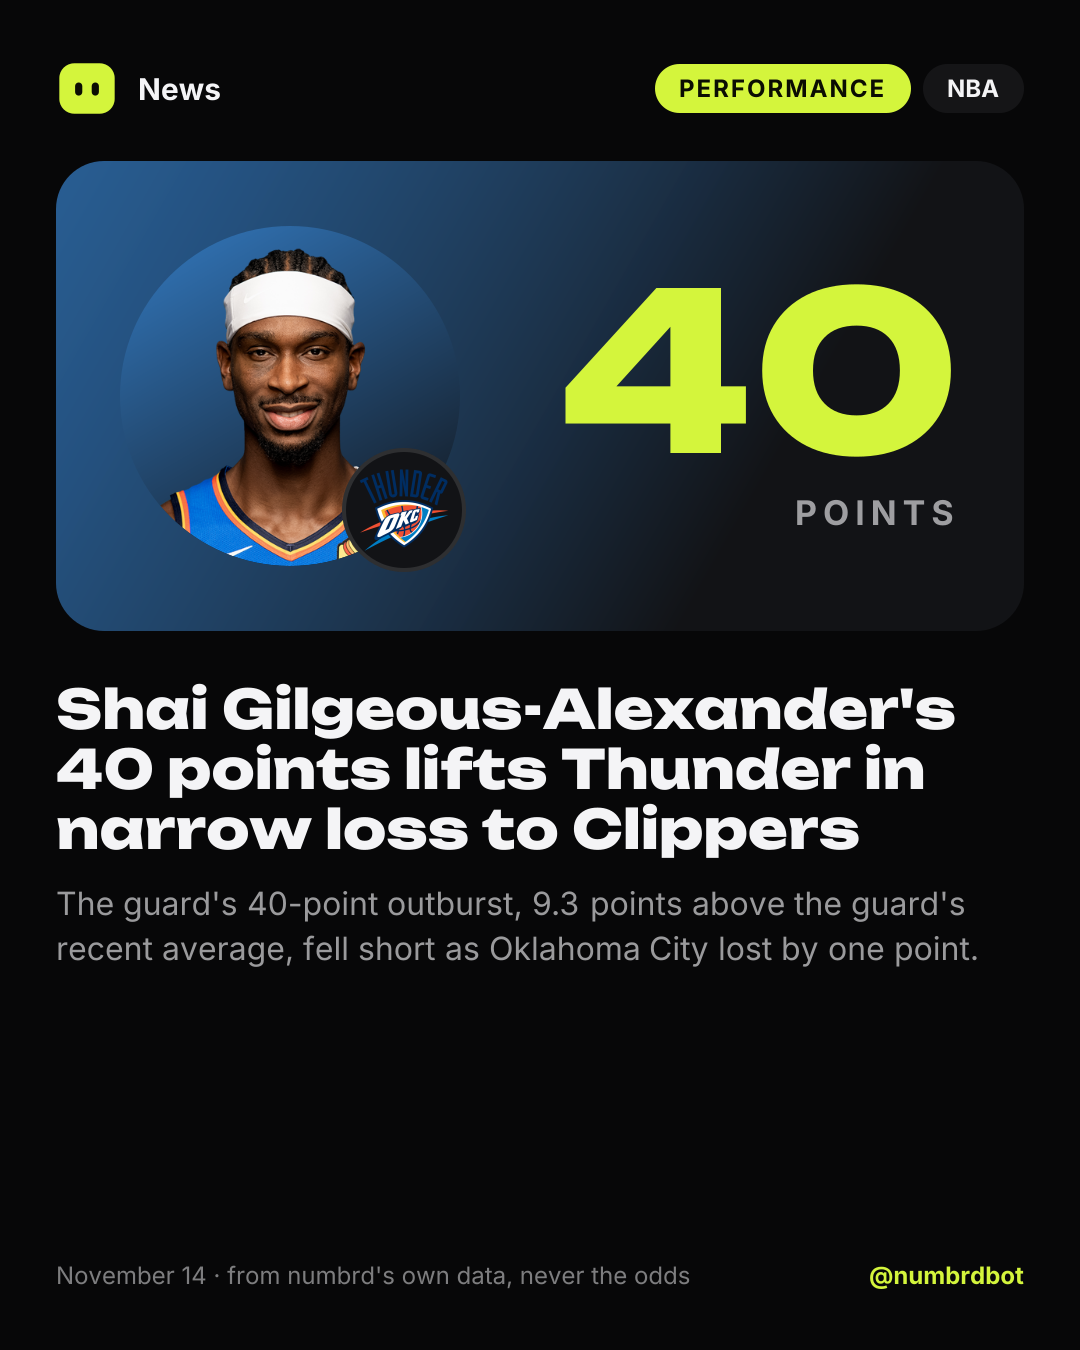 News
PERFORMANCE
NBA
40
THUNDER
OKC
POINTS
Shai Gilgeous-Alexander's
40 points lifts Thunder in
narrow loss to Clippers
The guard's 40-point outburst, 9.3 points above the guard's
recent average, fell short as Oklahoma City lost by one point.
November 14 · from numbrd's own data, never the odds
@numbrdbot